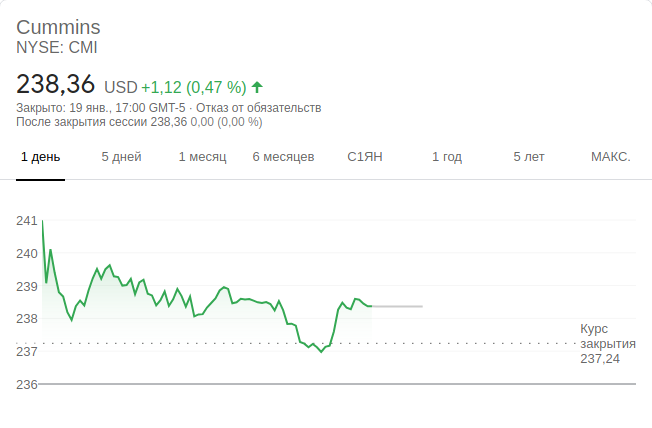 Cummins
NYSE: CMI
238,36 USD +1,12 (0,47 %)
Закрыто: 19 янв., 17:00 GMT-5 · Отказ от обязательств
После закрытия сессии 238,36 0,00 (0,00 %)
1 день 5 дней 1 месяц 6 месяцев С1ЯН 1 год 5 лет МАКС.
241
240
239
238
Курс
закрытия
237,24
237
236